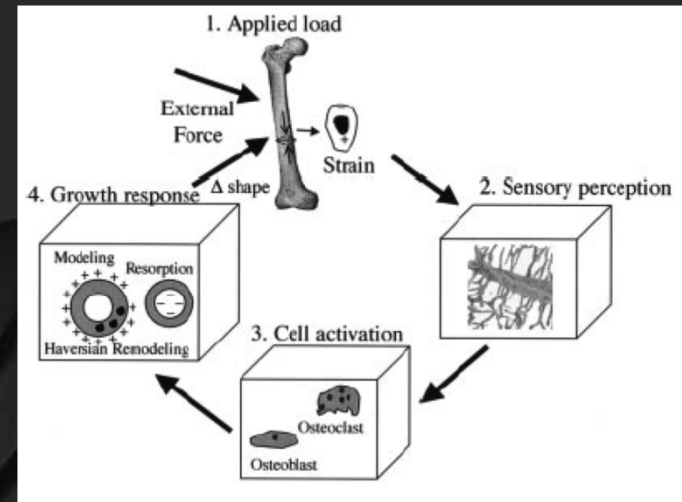 1. Applied load
External
Force
Strain
Δ shape
2. Sensory perception
3. Cell activation
Osteoclast
Osteoblast
4. Growth response
Modeling
Resorption
Haversian Remodeling